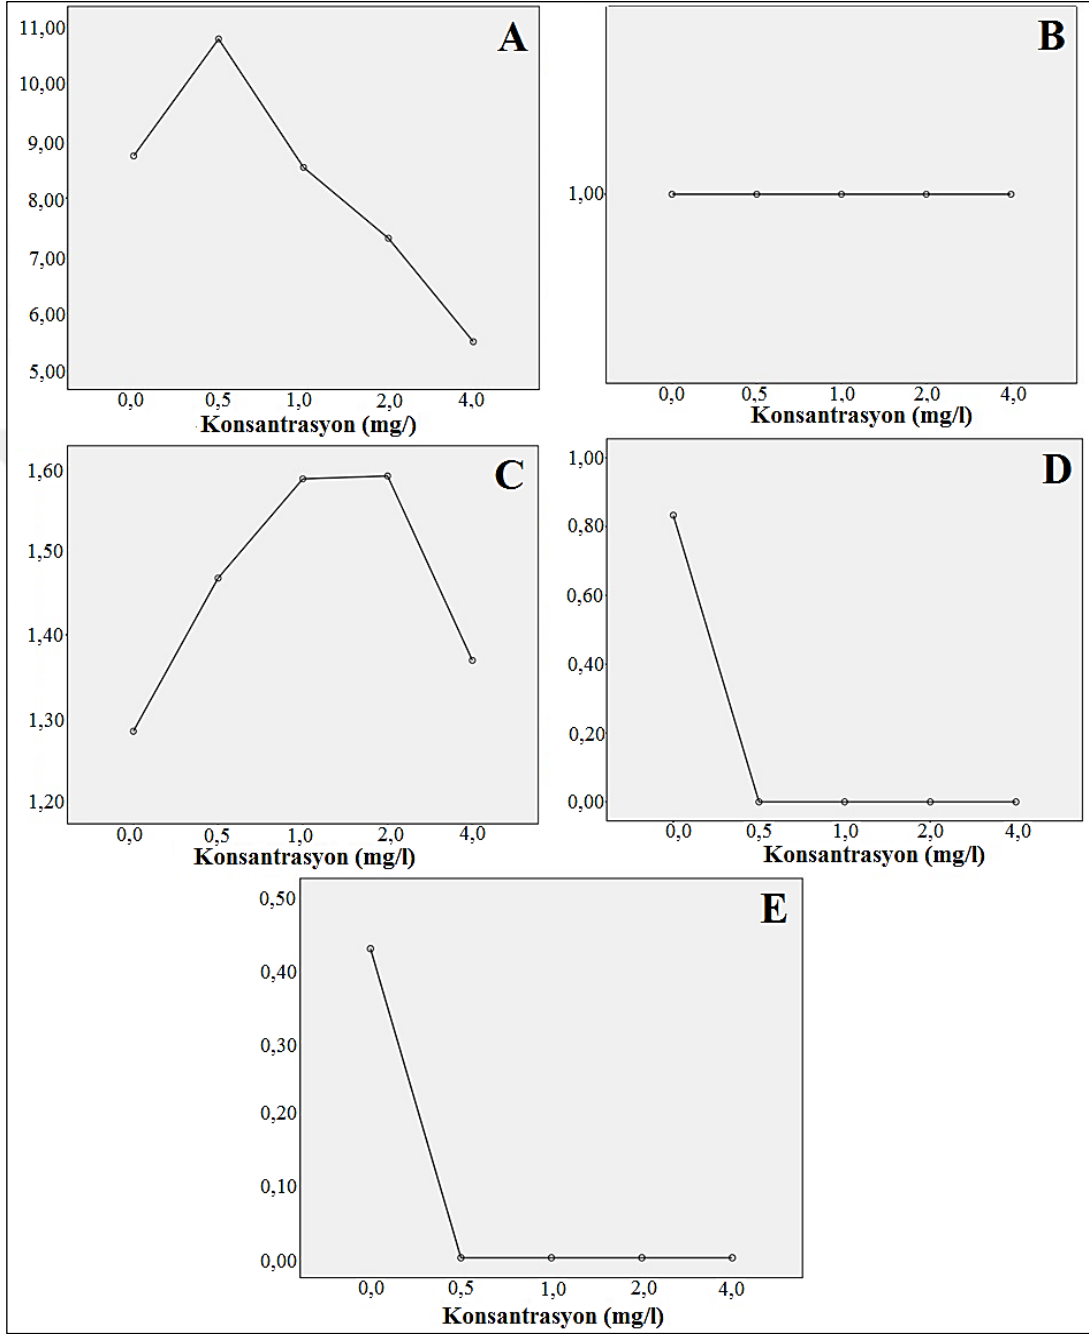 A
11,00
10,00
9,00
8,00
7,00
6,00
5,00
0,0 0,5 1,0 2,0 4,0
Konsantrasyon (mg/)
B
1,00
0,0 0,5 1,0 2,0 4,0
Konsantrasyon (mg/l)
C
1,60
1,50
1,40
1,30
1,20
0,0 0,5 1,0 2,0 4,0
Konsantrasyon (mg/l)
D
1,00
0,80
0,60
0,40
0,20
0,00
0,0 0,5 1,0 2,0 4,0
Konsantrasyon (mg/l)
E
0,50
0,40
0,30
0,20
0,10
0,00
0,0 0,5 1,0 2,0 4,0
Konsantrasyon (mg/l)